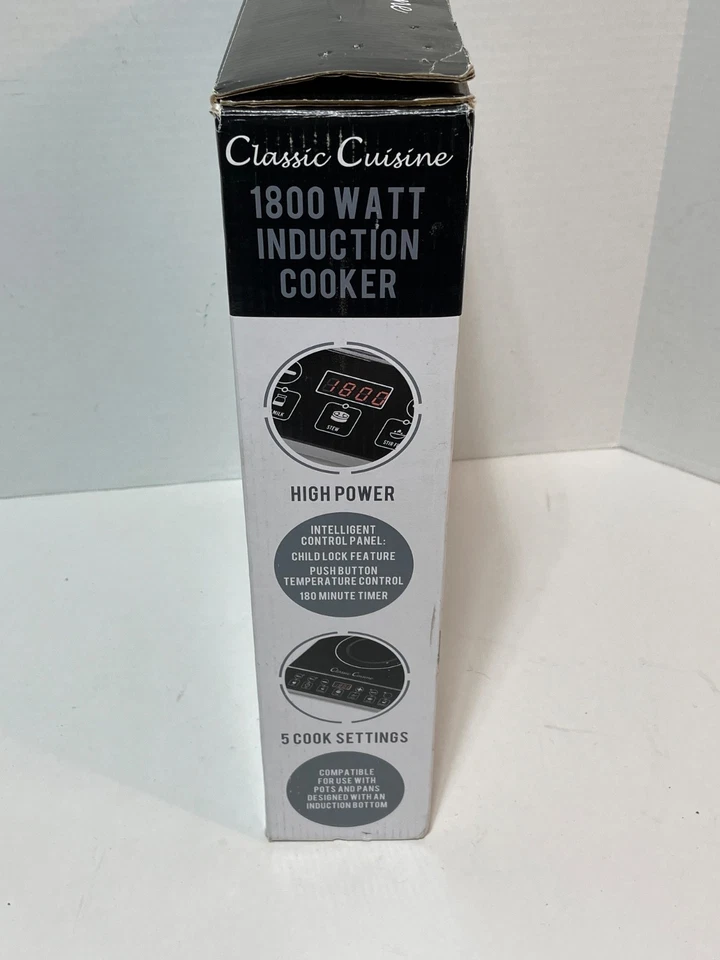 Classic Cuisine
1800 WATT
INDUCTION
COOKER
1800
MILK
STEW
HIGH POWER
INTELLIGENT
CONTROL PANEL:
CHILD LOCK FEATURE
PUSH BUTTON
TEMPERATURE CONTROL
180 MINUTE TIMER
Classic Cuisine
5 COOK SETTINGS
COMPATIBLE
FOR USE WITH
POTS AND PANS
DESIGNED WITH AN
INDUCTION BOTTOM